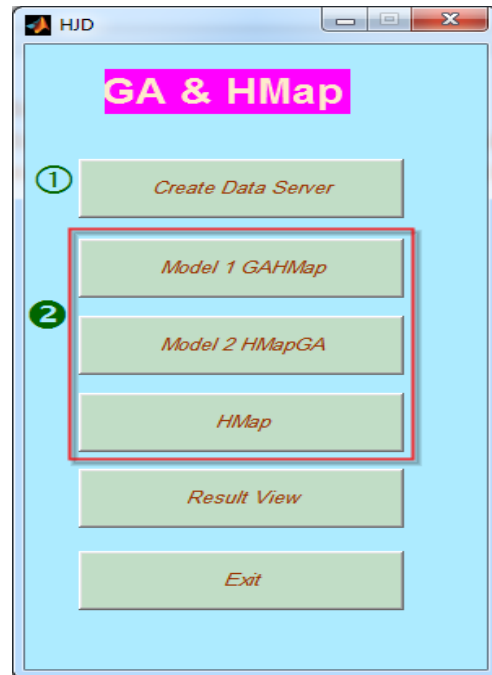 HJD
GA & HMap
① Create Data Server
Model 1 GAHMap
❷
Model 2 HMapGA
HMap
Result View
Exit